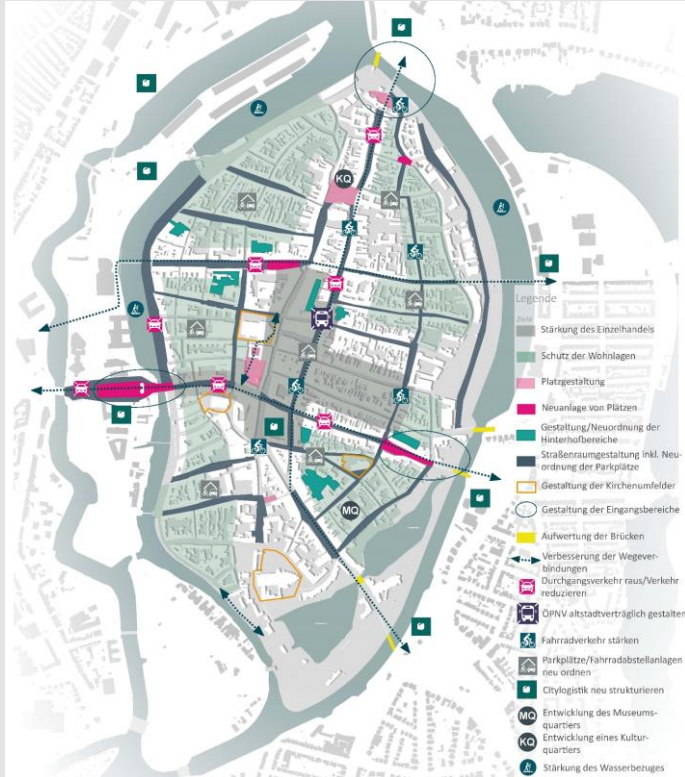 KQ
MQ
Legende
Ziele
Stärkung des Einzelhandels
Schutz der Wohnlagen
Platzgestaltung
Neuanlage von Plätzen
Gestaltung/Neuordnung der
Hinterhofbereiche
Straßenraumgestaltung inkl. Neu-
ordnung der Parkplätze
Gestaltung der Kirchenumfelder
Gestaltung der Eingangsbereiche
Aufwertung der Brücken
Verbesserung der Wegever-
bindungen
Durchgangsverkehr raus/Verkehr
reduzieren
ÖPNV altstadtverträglich gestalten
Fahrradverkehr stärken
Parkplätze/Fahrradabstellanlagen
neu ordnen
Citylogistik neu strukturieren
MQ Entwicklung des Museums-
quartiers
KQ Entwicklung eines Kultur-
quartiers
Stärkung des Wasserbezuges